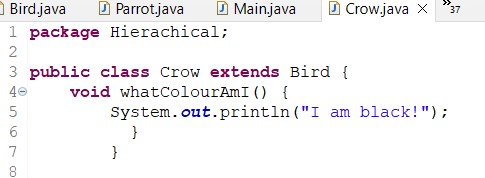 Bird.java Parrot.java Main.java Crow.java × »37
1 package Hierachical;
2
3 public class Crow extends Bird {
4 void whatColourAmI() {
5 System.out.println("I am black!");
6 }
7 }
8